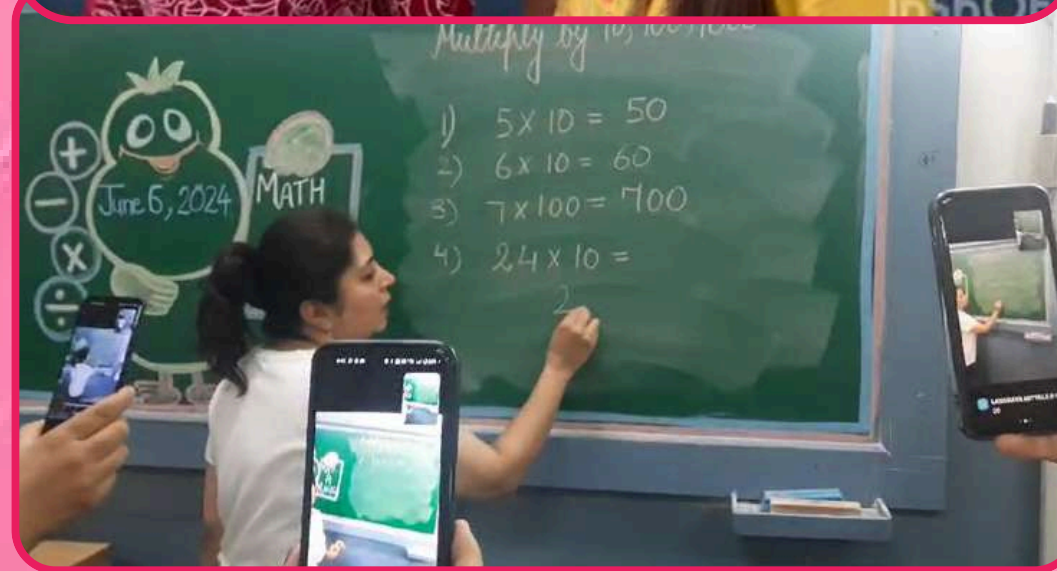 InShOt
Multiply by 10, 100, 1000
1) 5 × 10 = 50
2) 6 × 10 = 60
3) 7 × 100 = 700
4) 24 × 10 =
2
+
−
×
÷
June 6, 2024
MATH